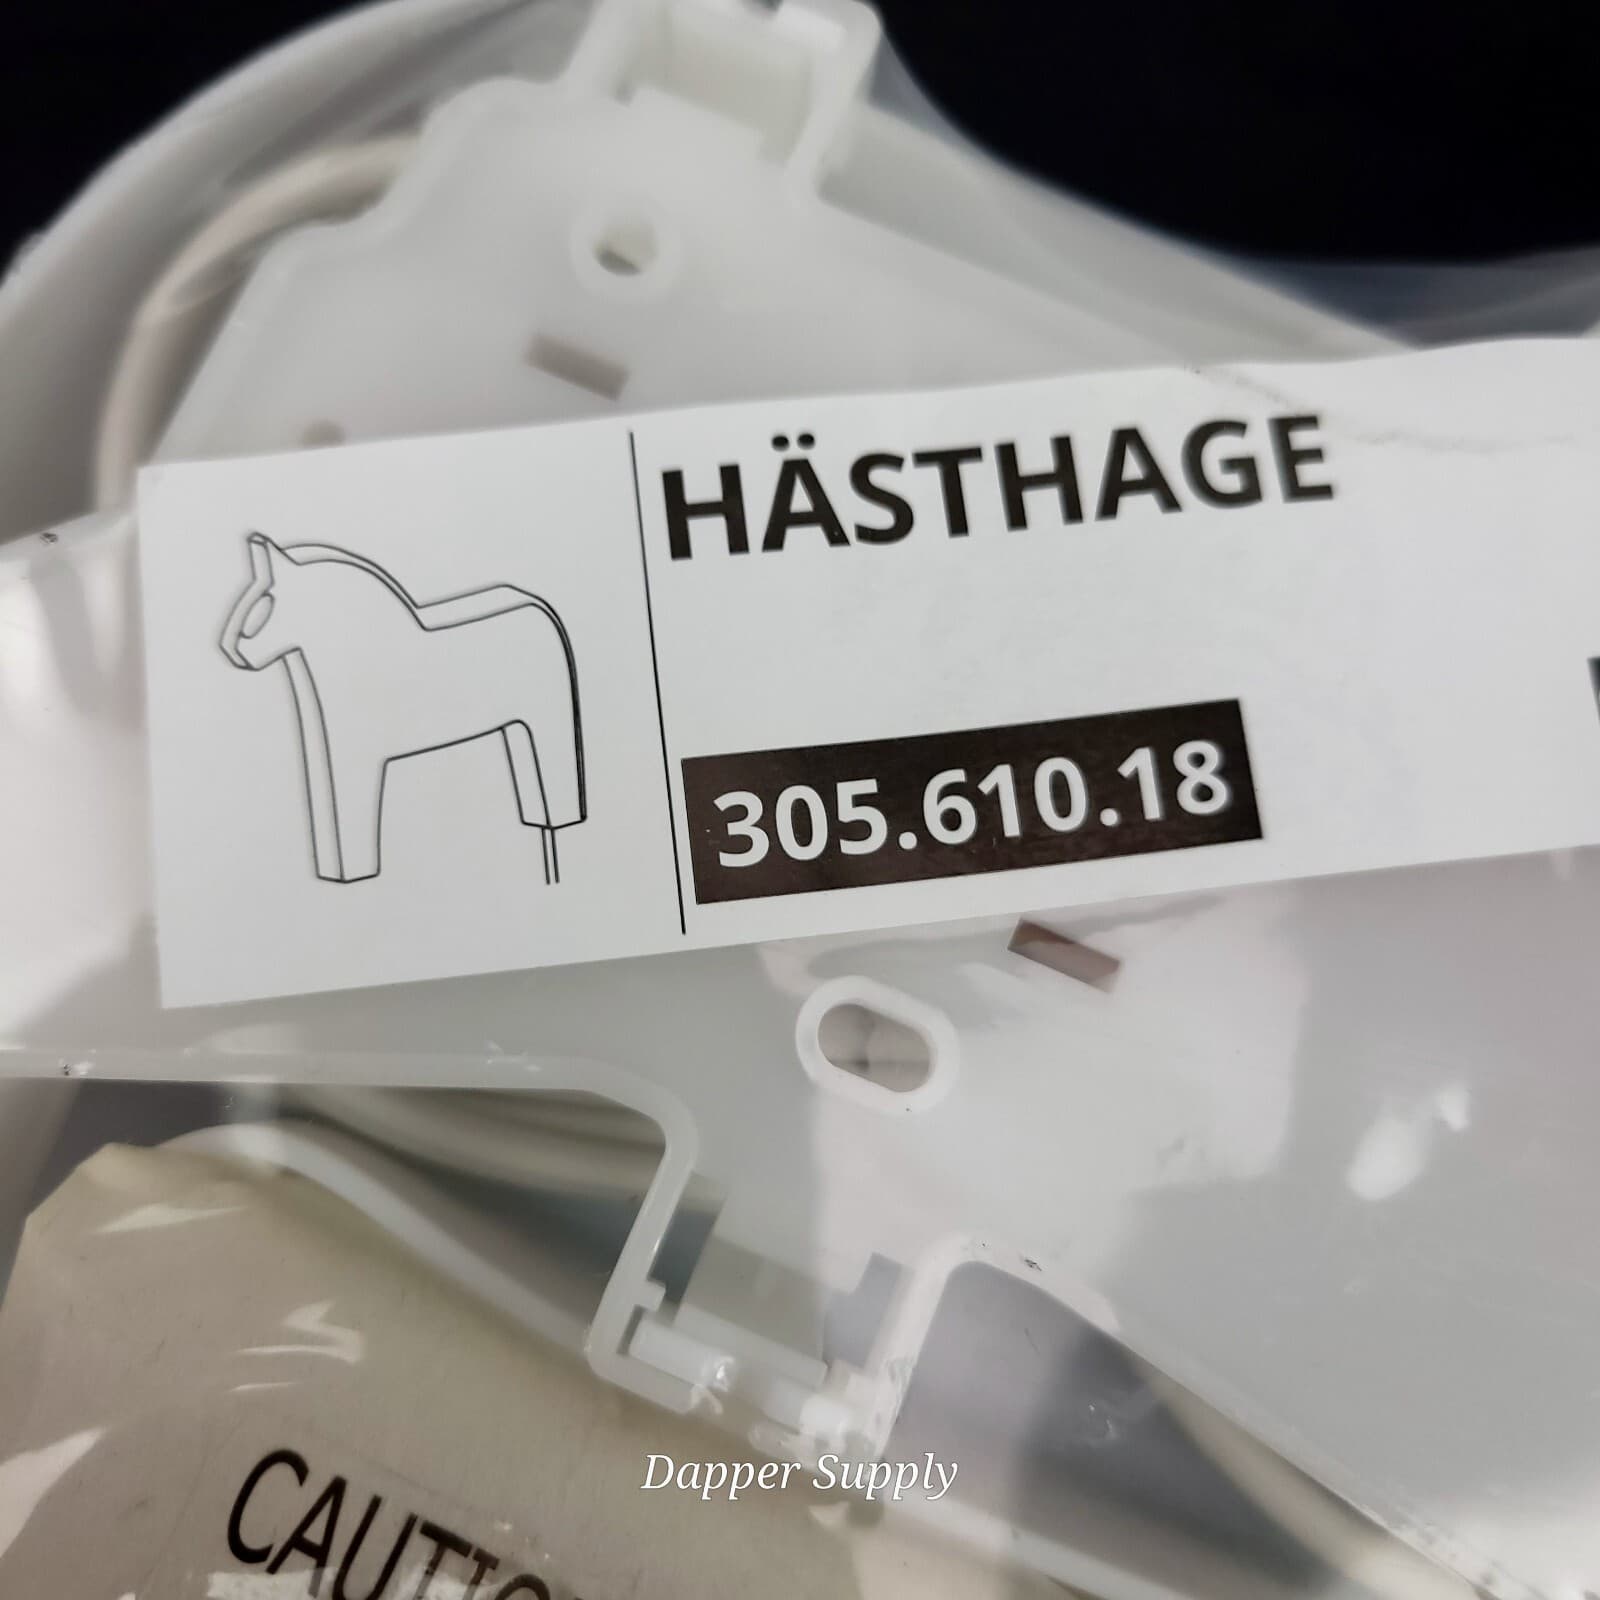 HÄSTHAGE
305.610.18
Dapper Supply